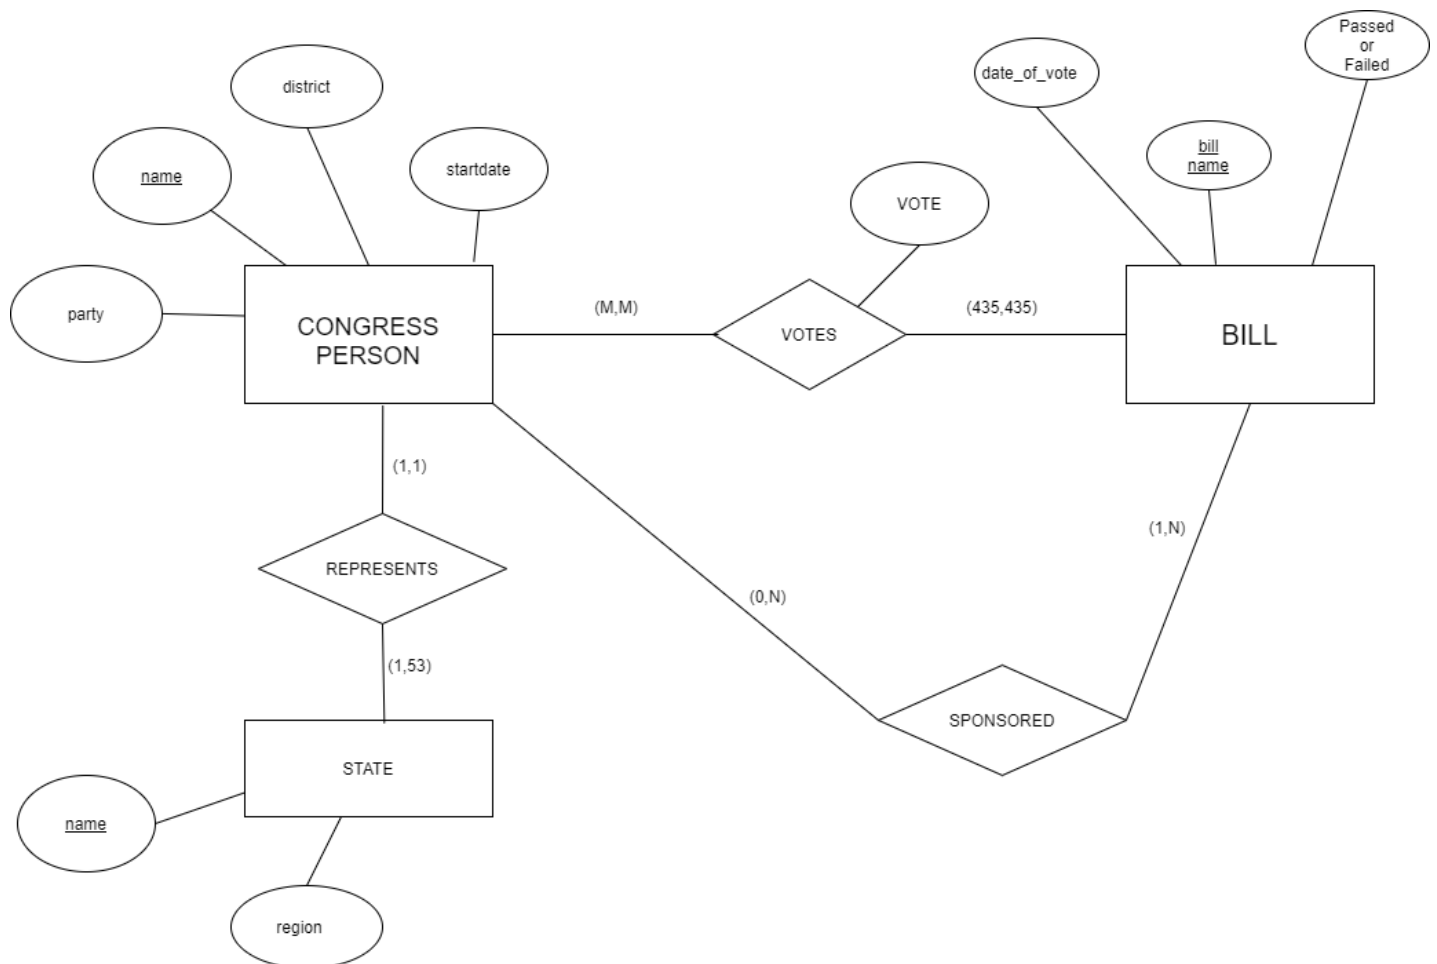 Passed
or
Failed
date_of_vote
district
bill
name
startdate
name
VOTE
party
CONGRESS
PERSON
(M,M)
VOTES
(435,435)
BILL
(1,1)
(1,N)
REPRESENTS
(0,N)
(1,53)
SPONSORED
STATE
name
region